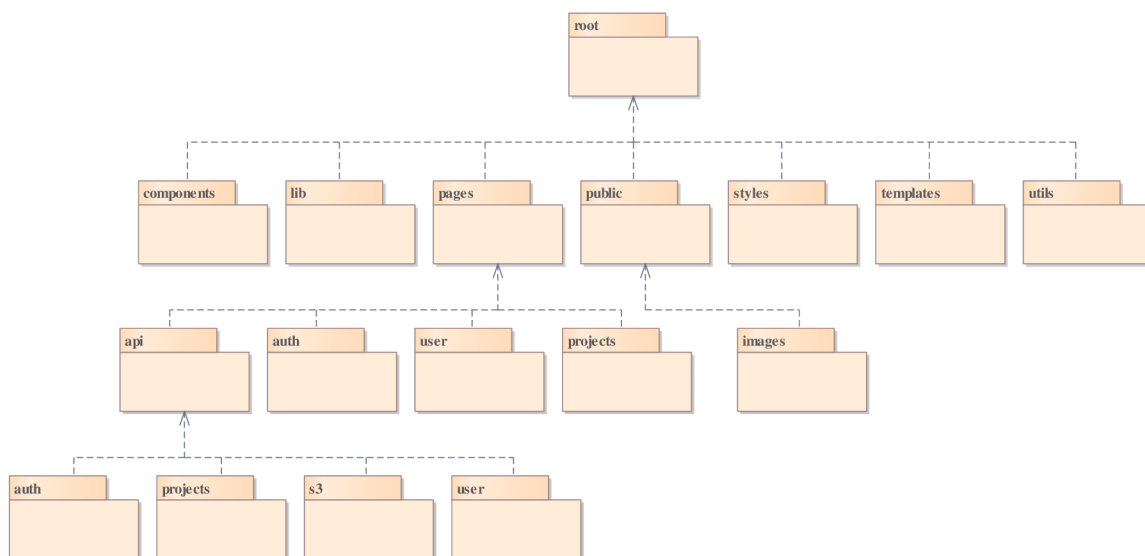 root
components
lib
pages
public
styles
templates
utils
api
auth
user
projects
images
auth
projects
s3
user